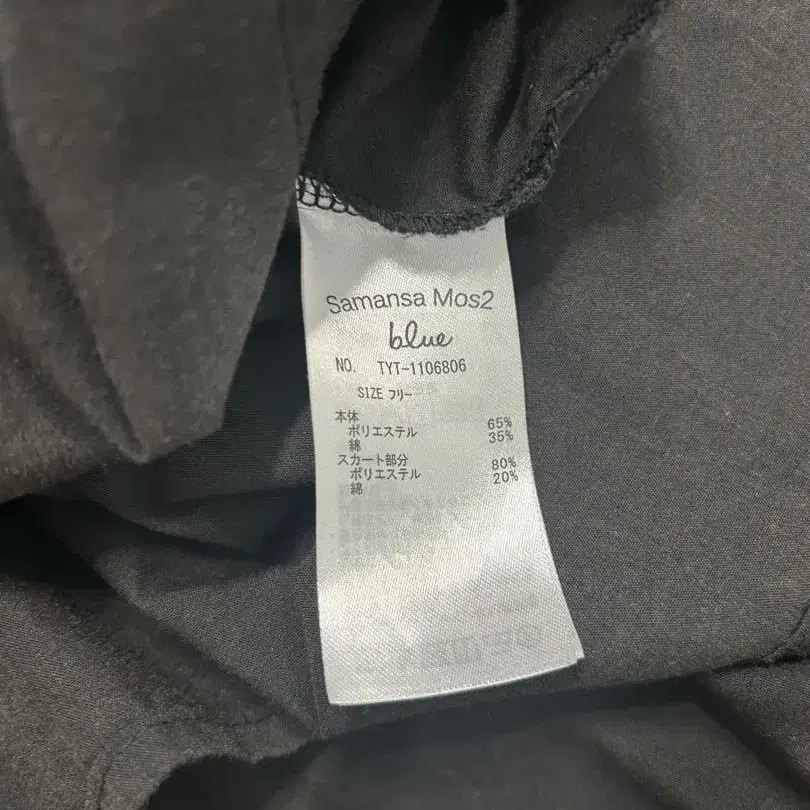 Samansa Mos2
blue
NO. TYT-1106806
SIZE フリー
本体
ポリエステル 65%
綿 35%
スカート部分
ポリエステル 80%
綿 20%